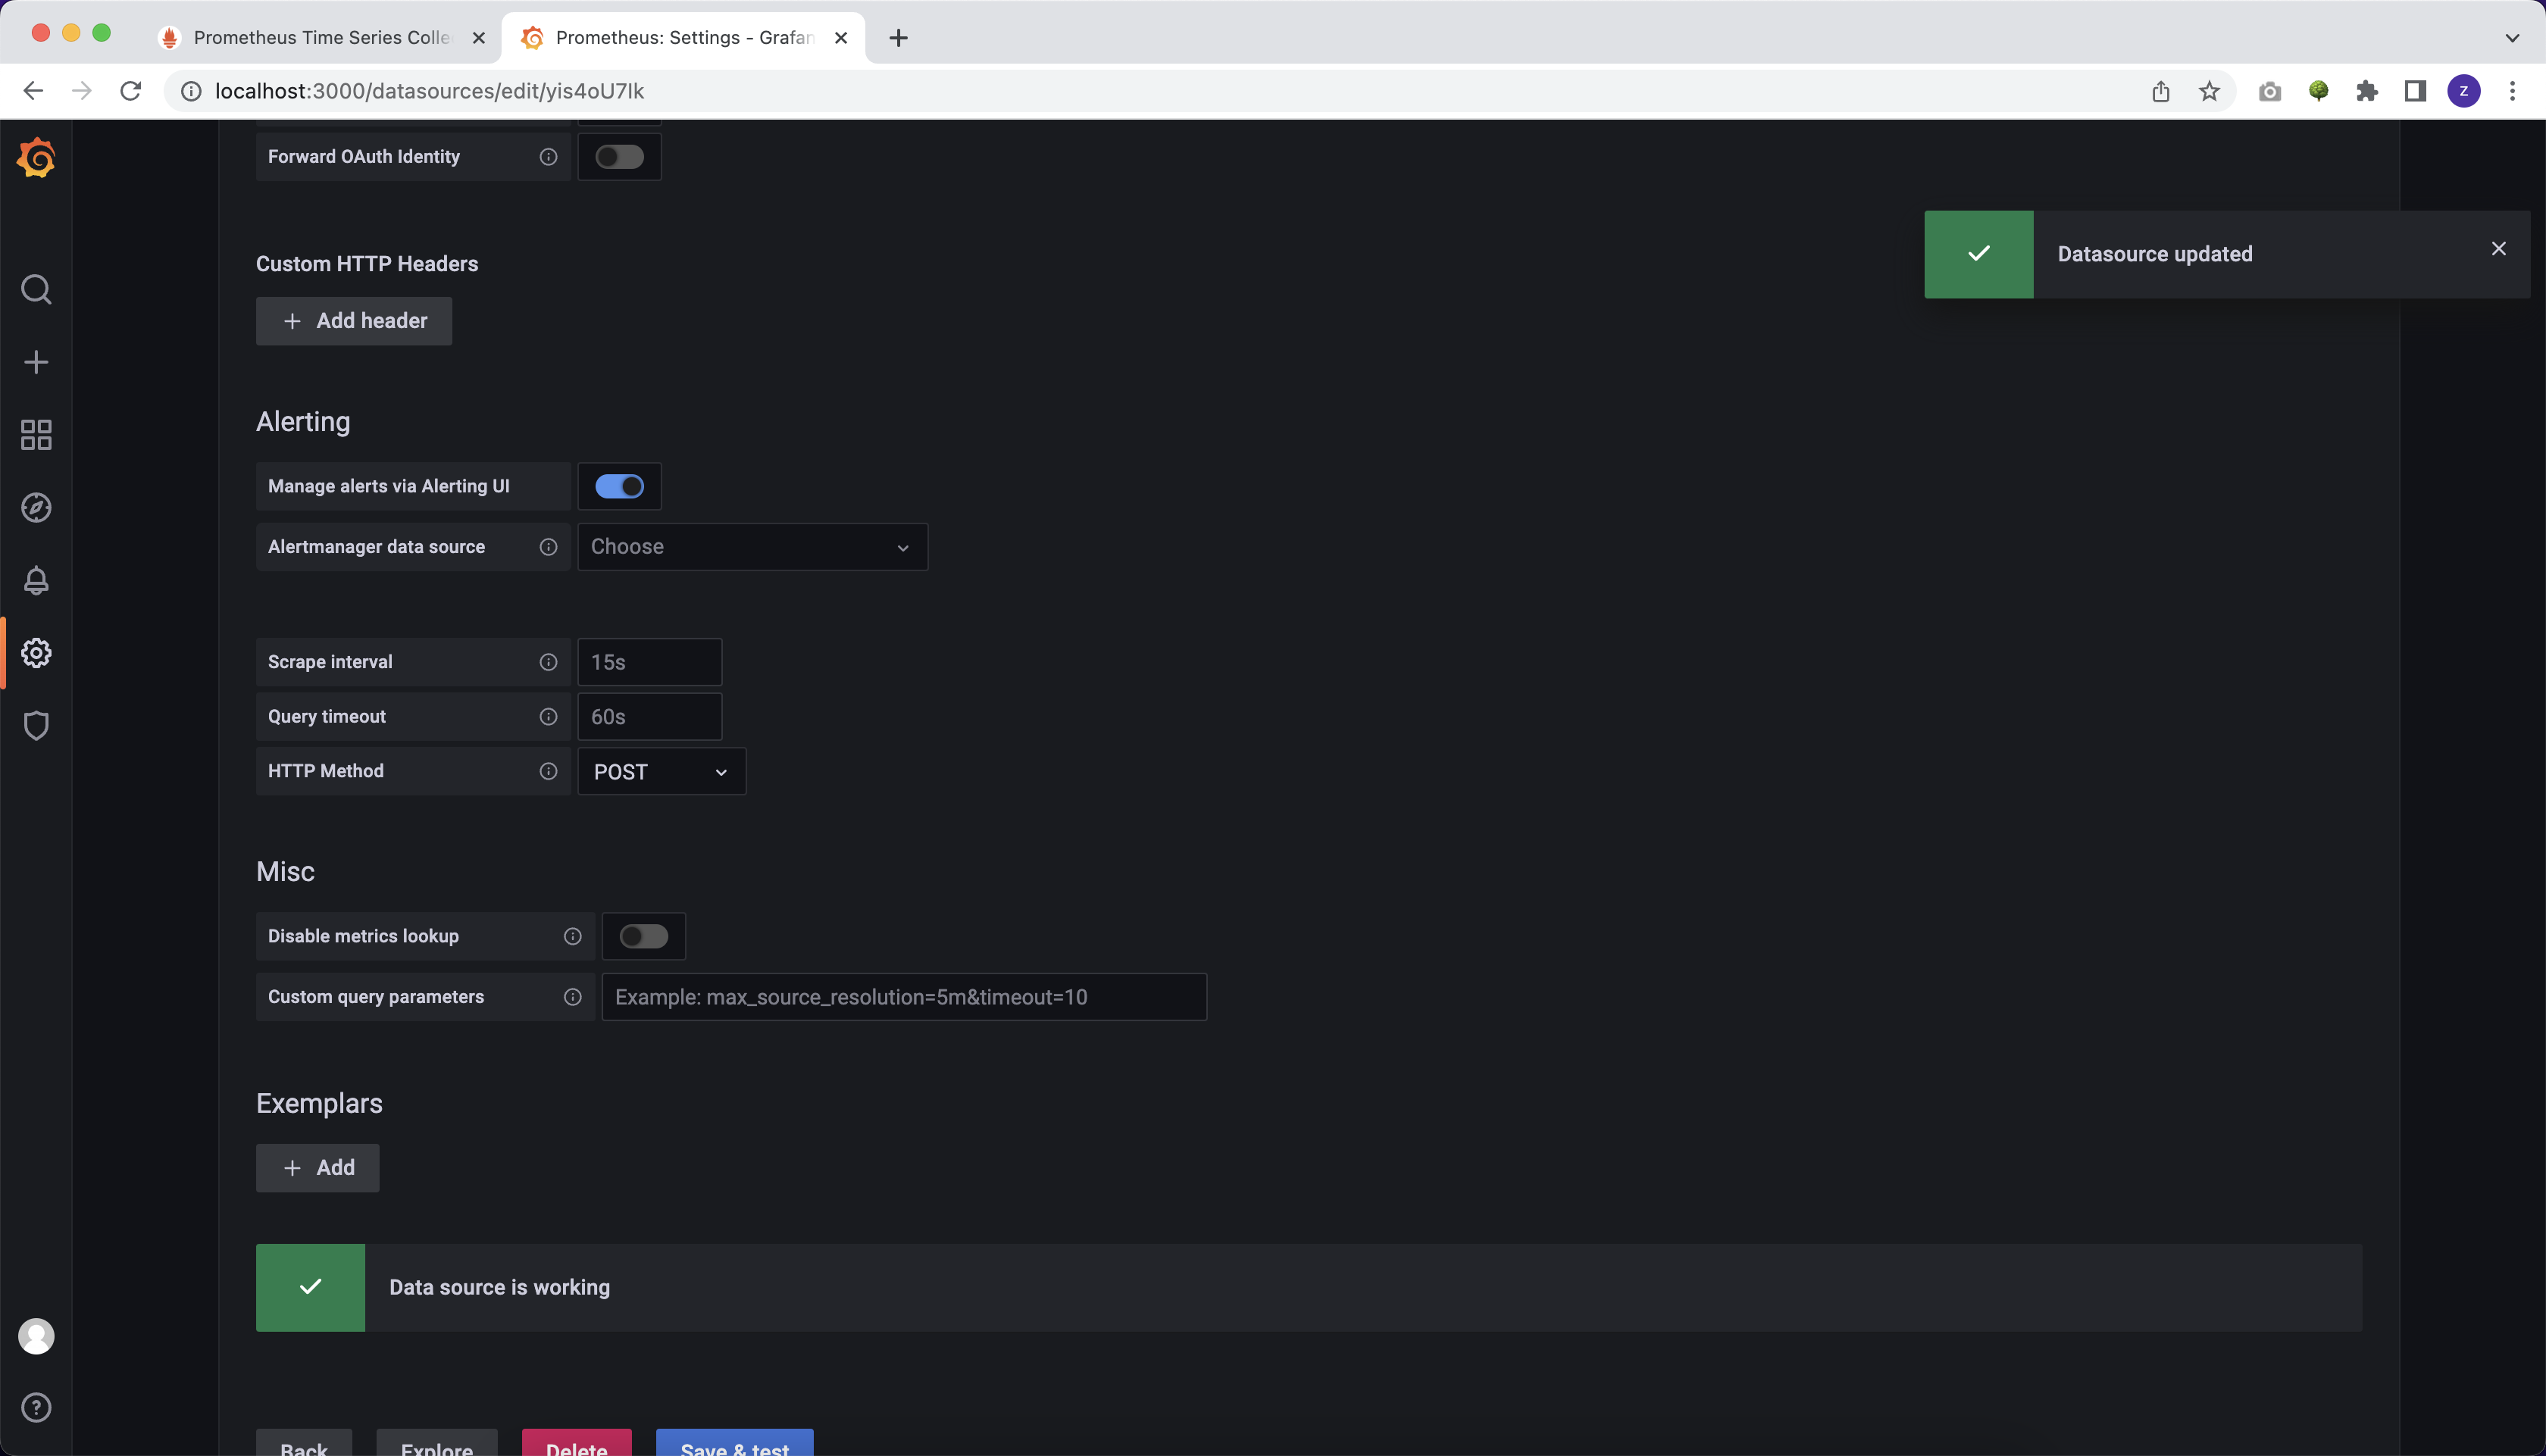 Prometheus Time Series Colle
Prometheus: Settings - Grafan
localhost:3000/datasources/edit/yis4oU7lk
z
Forward OAuth Identity
Datasource updated
Custom HTTP Headers
Add header
Alerting
Manage alerts via Alerting UI
Alertmanager data source Choose
Scrape interval 15s
Query timeout 60s
HTTP Method POST
Misc
Disable metrics lookup
Custom query parameters Example: max_source_resolution=5m&timeout=10
Exemplars
Add
Data source is working
Back Explore Delete Save & test